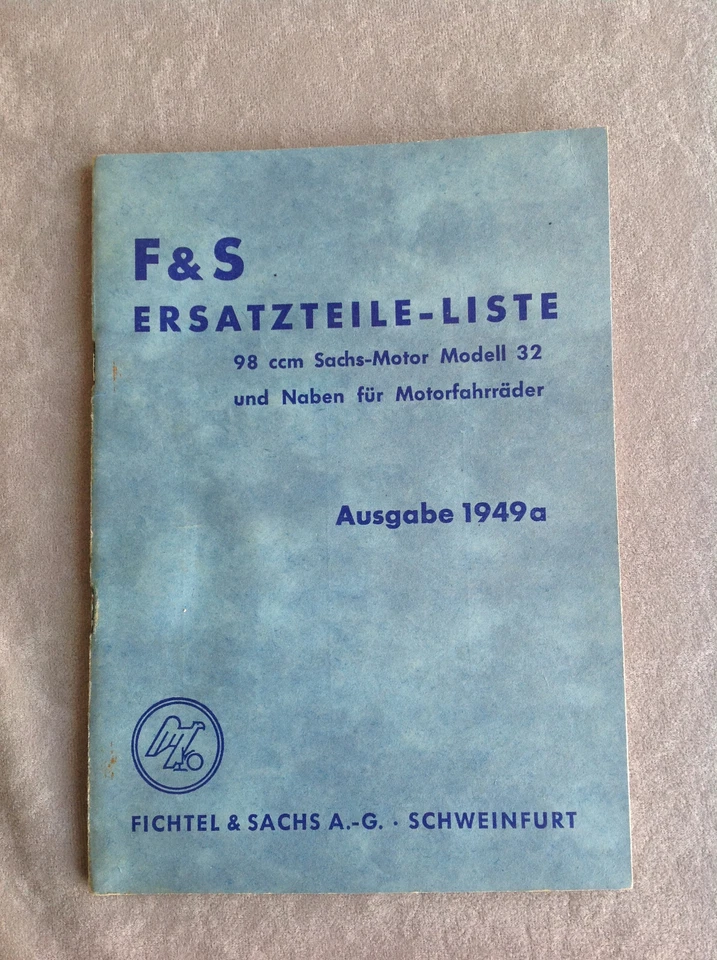 F & S
ERSATZTEILE-LISTE
98 ccm Sachs-Motor Modell 32
und Naben für Motorfahrräder
Ausgabe 1949a
FICHTEL & SACHS A.-G. · SCHWEINFURT